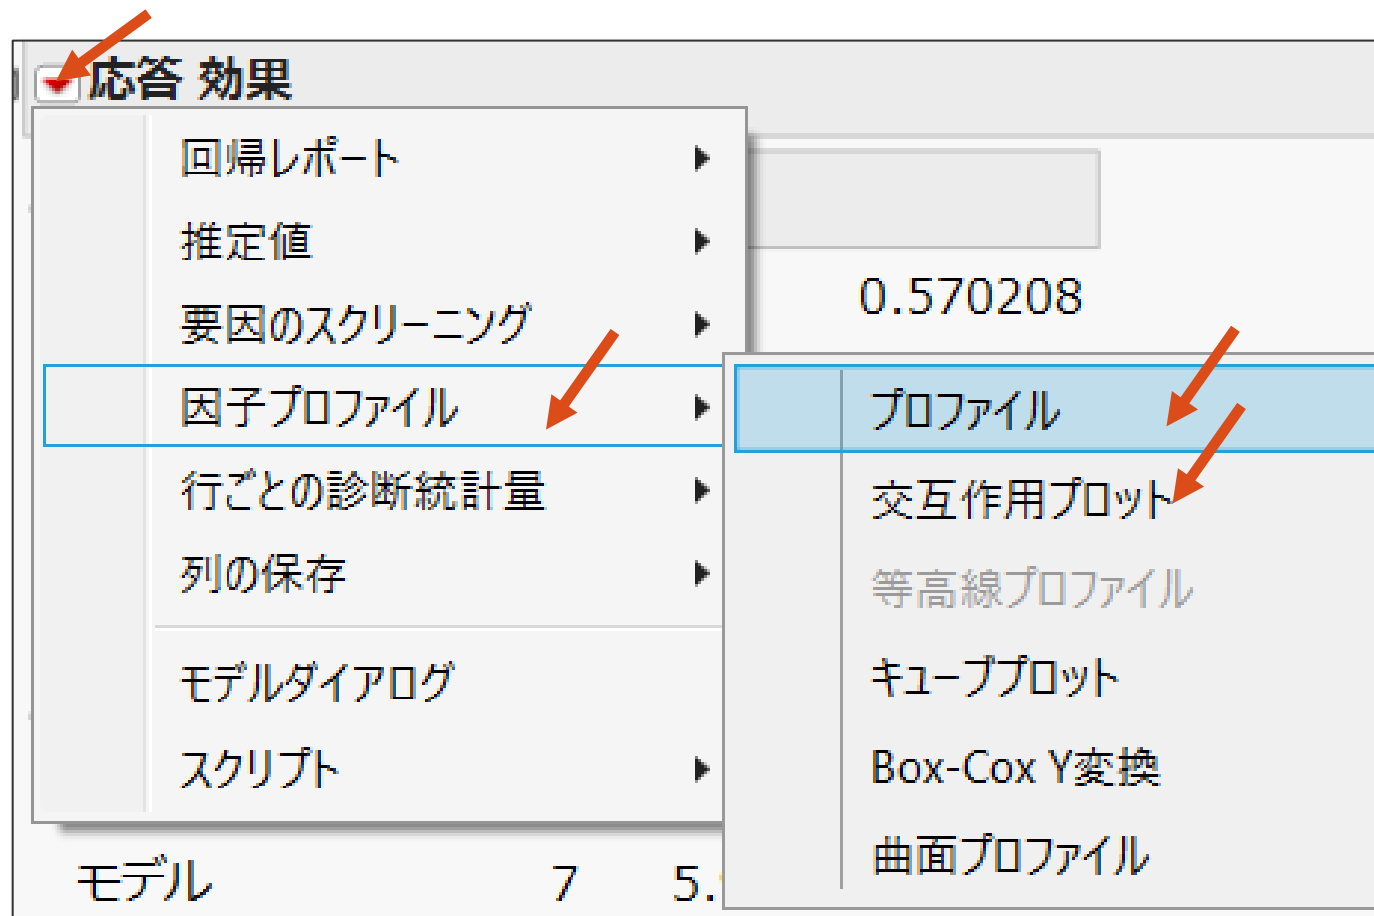 応答 効果
回帰レポート
推定値
要因のスクリーニング
因子プロファイル
行ごとの診断統計量
列の保存
モデルダイアログ
スクリプト
0.570208
プロファイル
交互作用プロット
等高線プロファイル
キューブプロット
Box-Cox Y変換
曲面プロファイル
モデル 7 5.